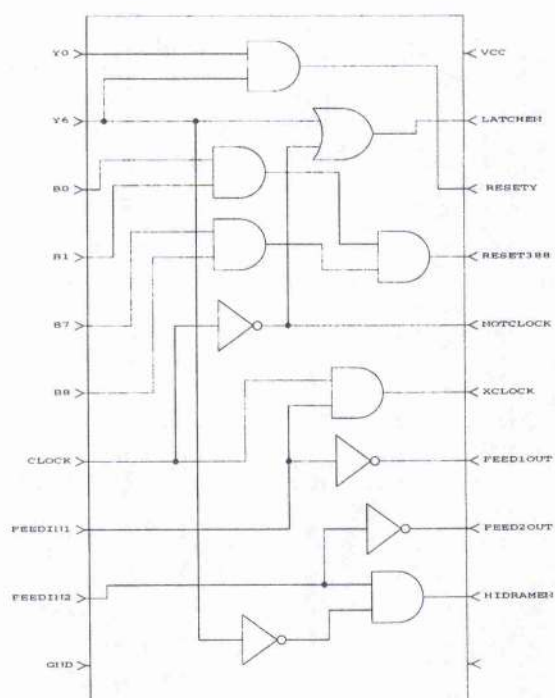 Y0
VCC
Y6
LATCHEN
B0
RESETY
B1
RESET388
B7
NOTCLOCK
B8
XCLOCK
CLOCK
FEED1OUT
FEEDIN1
FEED2OUT
FEEDIN2
HIDRAMEN
GND